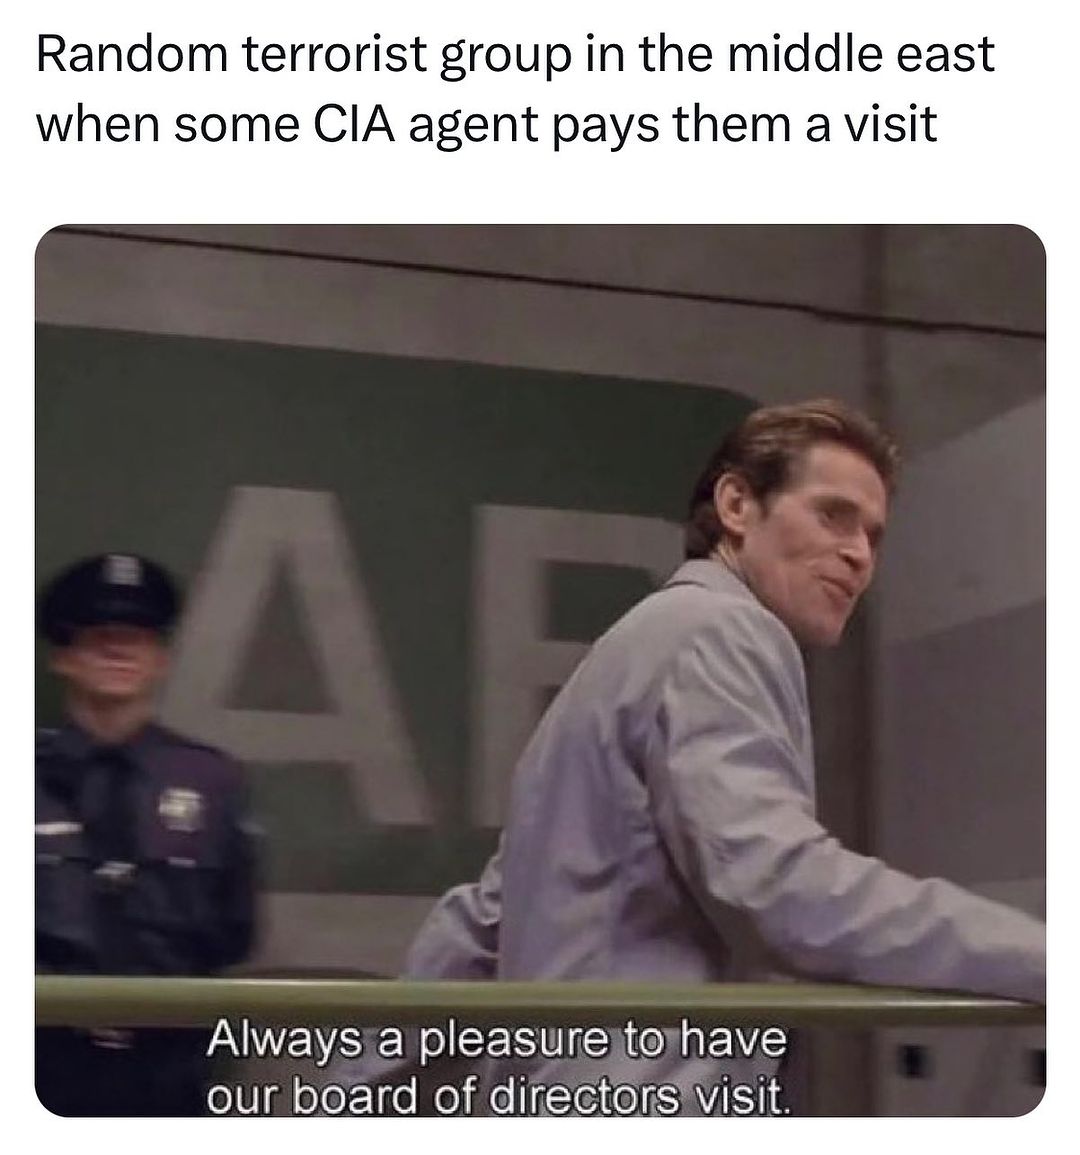 Random terrorist group in the middle east
when some CIA agent pays them a visit
AR
Always a pleasure to have
our board of directors visit.